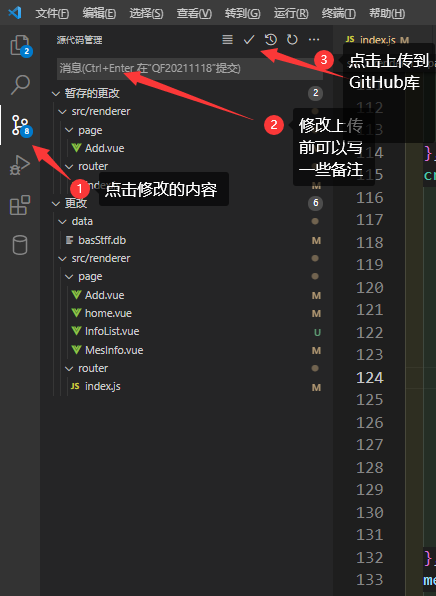 文件(F) 编辑(E) 选择(S) 查看(V) 转到(G) 运行(R) 终端(T) 帮助(H)
源代码管理
消息(Ctrl+Enter 在"QF20211118"提交)
暂存的更改 2
src/renderer
page
Add.vue
router
更改 6
data
basStff.db M
src/renderer
page
Add.vue M
home.vue M
InfoList.vue U
MesInfo.vue M
router
JS index.js M
2
8
1 点击修改的内容
2 修改上传
前可以写
一些备注
3 点击上传到
GitHub库
JS index.js M
112
114 }
115 cr
116
117
118
119
120
121
122
123
124
125
126
127
128
129
130
131
132 }
133 me